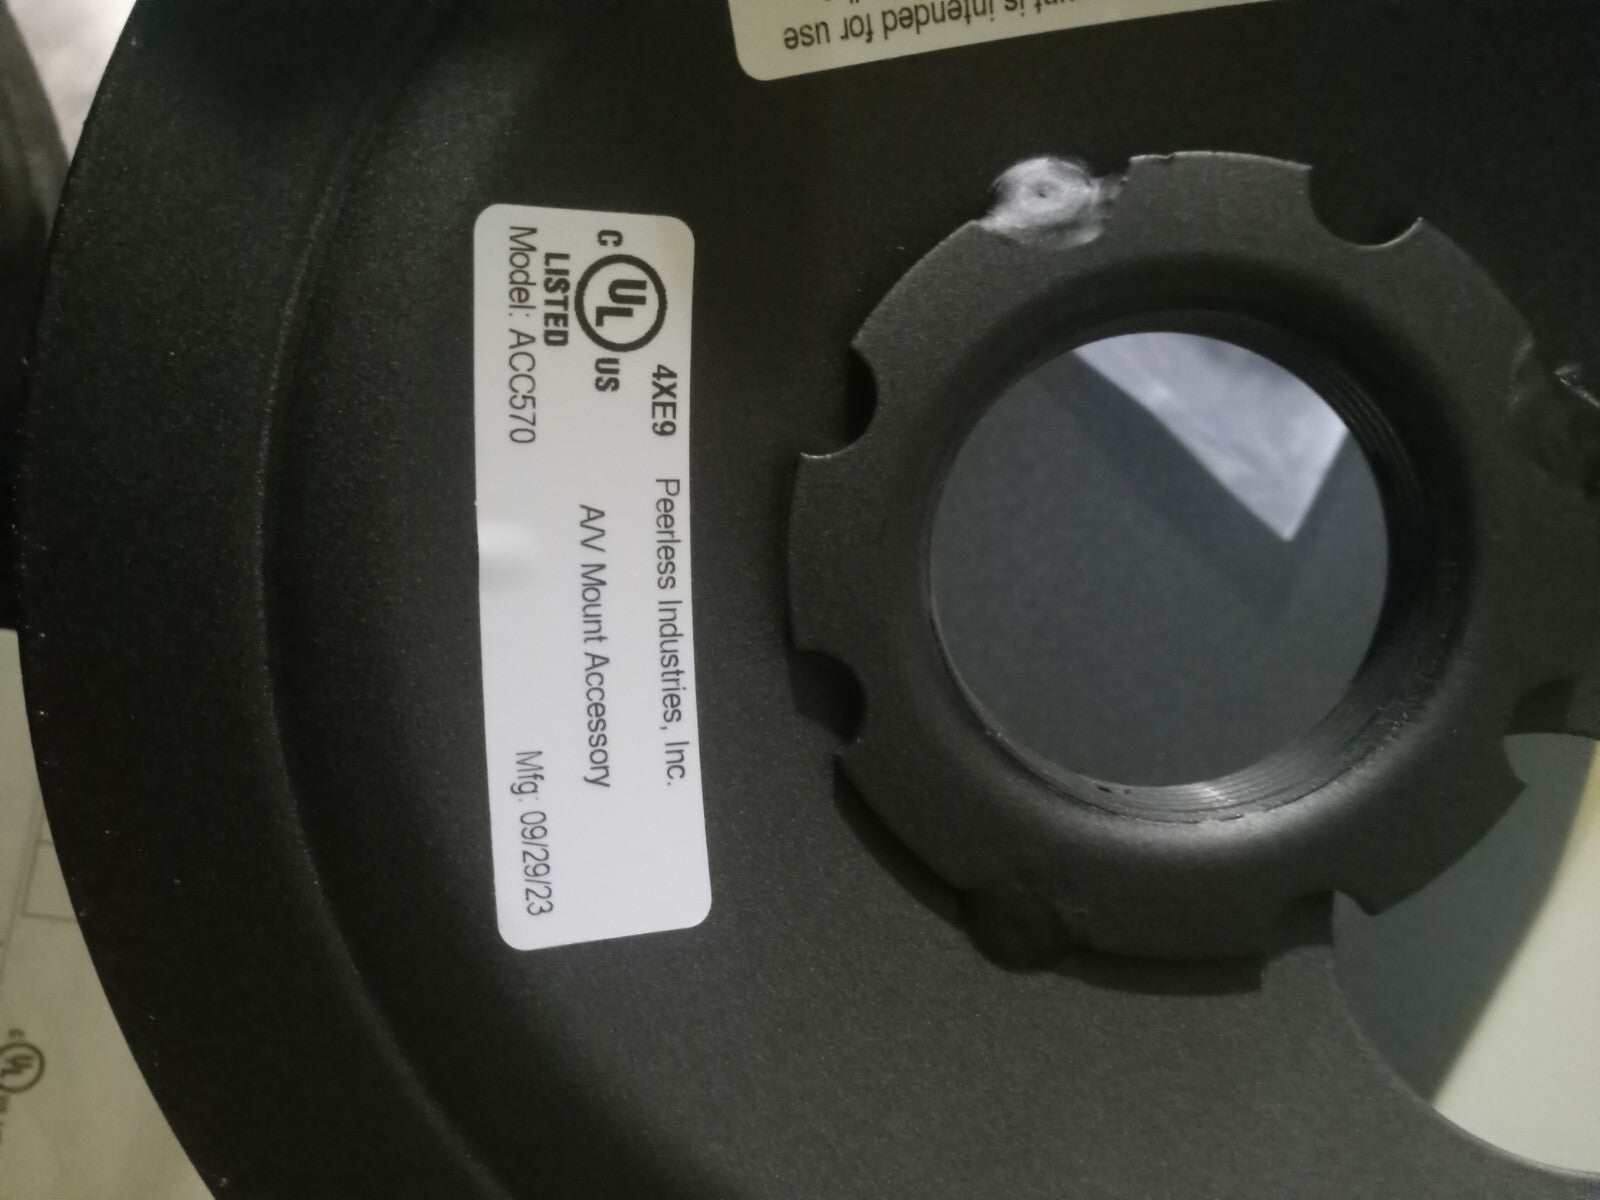 4XE9 Peerless Industries, Inc.
C UL US
LISTED
A/V Mount Accessory
Model: ACC570 Mfg: 09/29/23
is intended for use
c UL